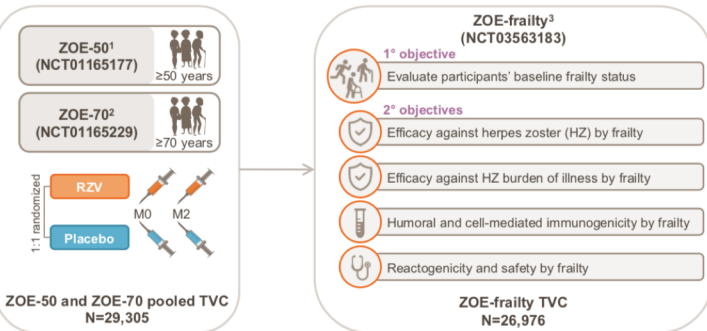 ZOE-50¹
(NCT01165177)
≥50 years
ZOE-70²
(NCT01165229)
≥70 years
1:1 randomized
RZV
M0 M2
Placebo
ZOE-50 and ZOE-70 pooled TVC
N=29,305
ZOE-frailty³
(NCT03563183)
1° objective
Evaluate participants' baseline frailty status
2° objectives
Efficacy against herpes zoster (HZ) by frailty
Efficacy against HZ burden of illness by frailty
Humoral and cell-mediated immunogenicity by frailty
Reactogenicity and safety by frailty
ZOE-frailty TVC
N=26,976